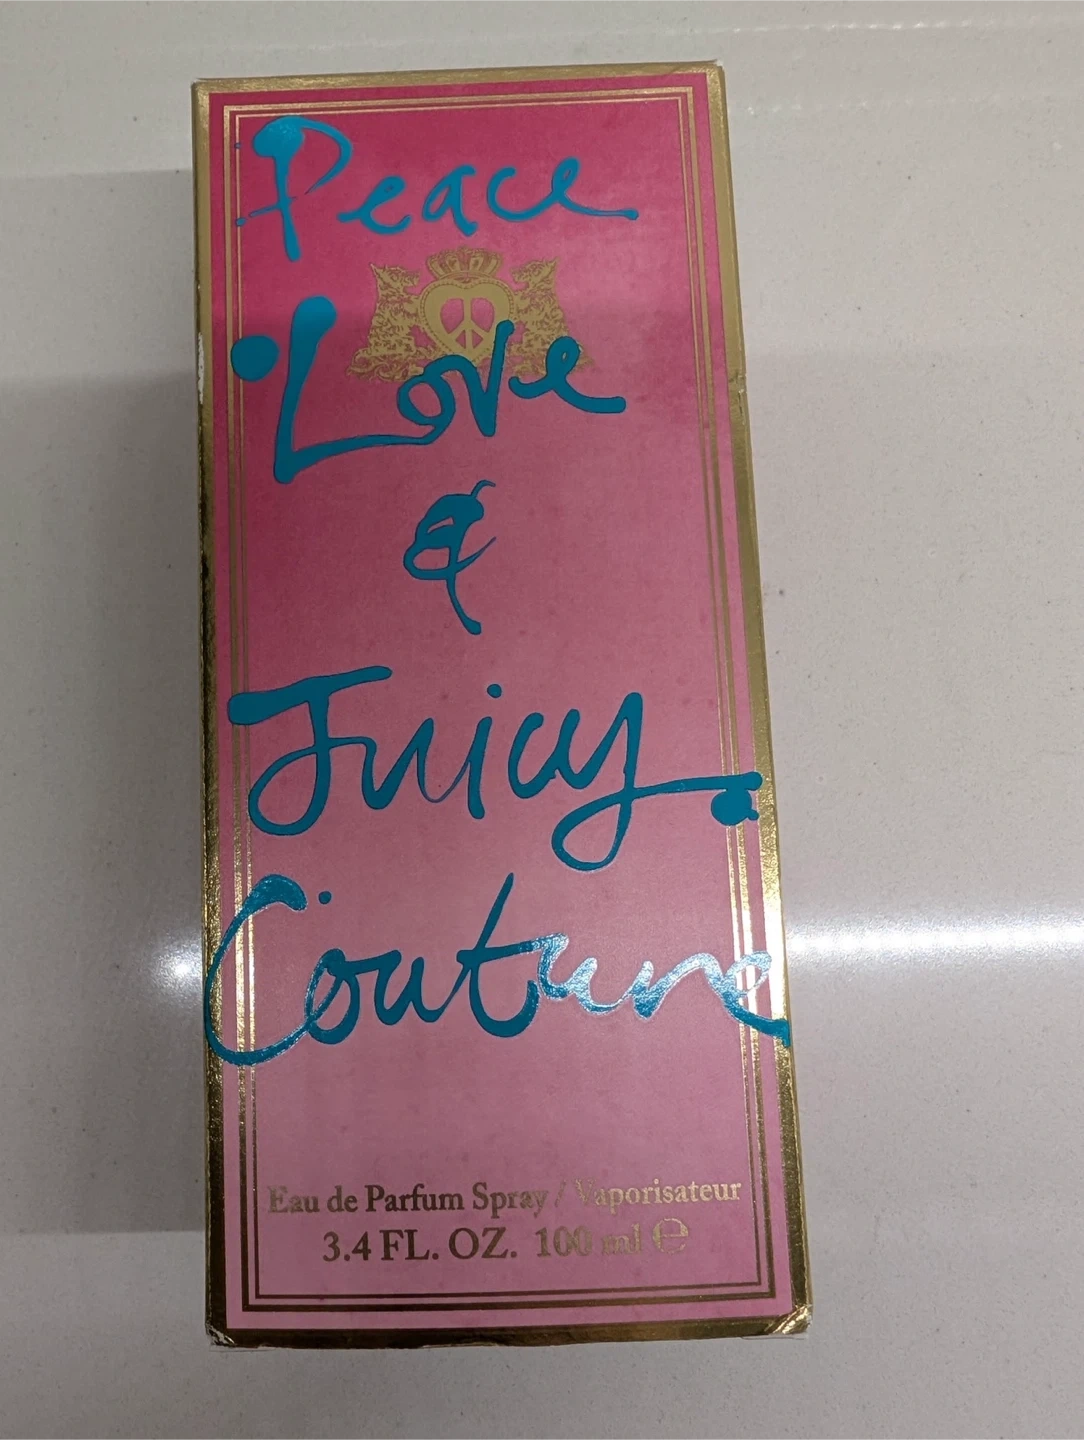 Peace
Love
&
Juicy
Couture
Eau de Parfum Spray / Vaporisateur
3.4 FL. OZ. 100 ml ℮